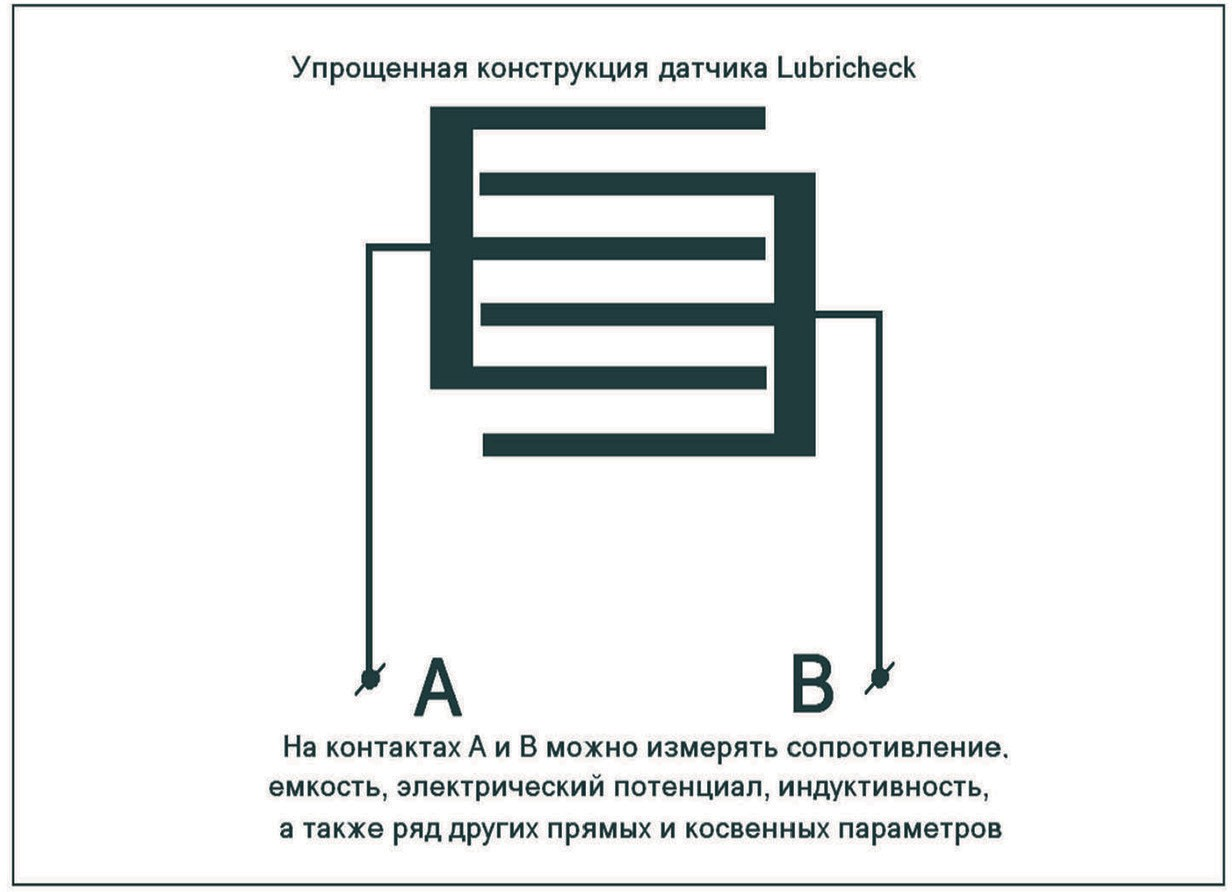 Упрощенная конструкция датчика Lubricheck
A B
На контактах А и В можно измерять сопротивление,
емкость, электрический потенциал, индуктивность,
а также ряд других прямых и косвенных параметров